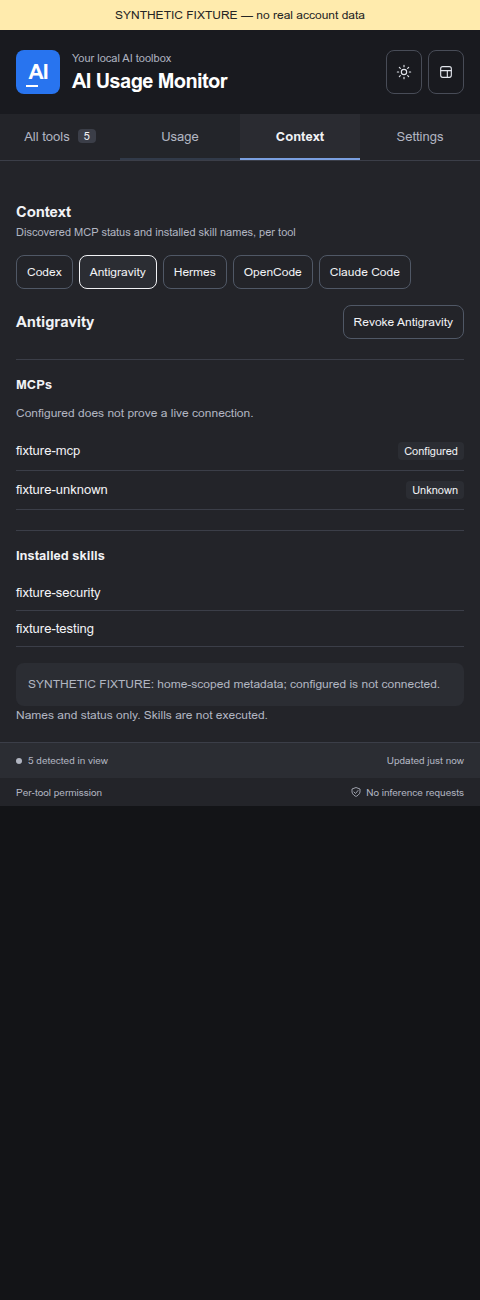 SYNTHETIC FIXTURE — no real account data
AI
Your local AI toolbox
AI Usage Monitor
All tools 5
Usage
Context
Settings
Context
Discovered MCP status and installed skill names, per tool
Codex
Antigravity
Hermes
OpenCode
Claude Code
Antigravity
Revoke Antigravity
MCPs
Configured does not prove a live connection.
fixture-mcp
Configured
fixture-unknown
Unknown
Installed skills
fixture-security
fixture-testing
SYNTHETIC FIXTURE: home-scoped metadata; configured is not connected.
Names and status only. Skills are not executed.
5 detected in view
Updated just now
Per-tool permission
No inference requests